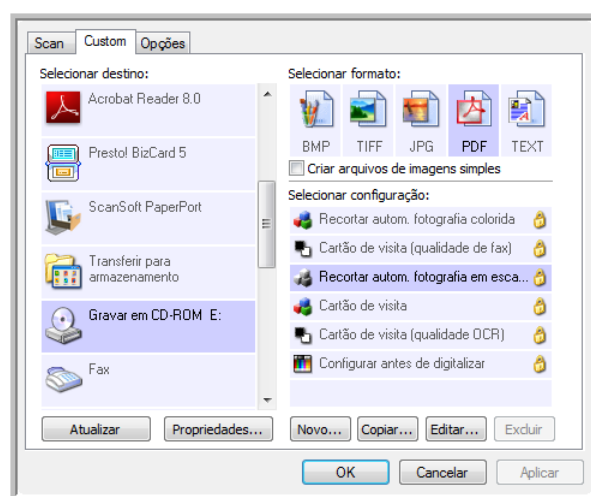 Scan Custom Opções
Selecionar destino:
Acrobat Reader 8.0
Presto! BizCard 5
ScanSoft PaperPort
Transferir para
armazenamento
Gravar em CD-ROM E:
Fax
Atualizar Propriedades...
Selecionar formato:
BMP TIFF JPG PDF TEXT
Criar arquivos de imagens simples
Selecionar configuração:
Recortar autom. fotografia colorida
Cartão de visita (qualidade de fax)
Recortar autom. fotografia em esca...
Cartão de visita
Cartão de visita (qualidade OCR)
Configurar antes de digitalizar
Novo... Copiar... Editar... Excluir
OK Cancelar Aplicar